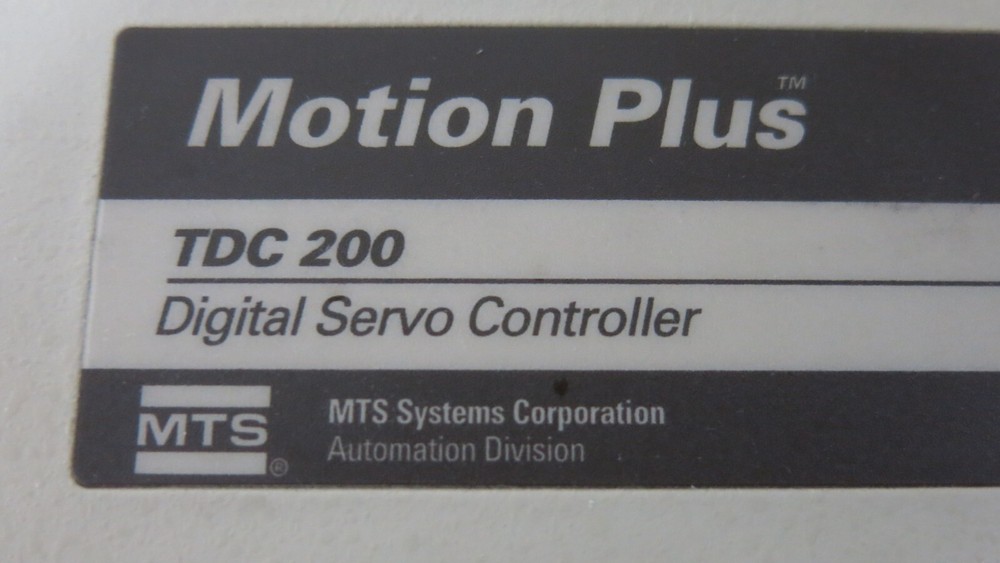 Motion Plus™
TDC 200
Digital Servo Controller
MTS®
MTS Systems Corporation
Automation Division